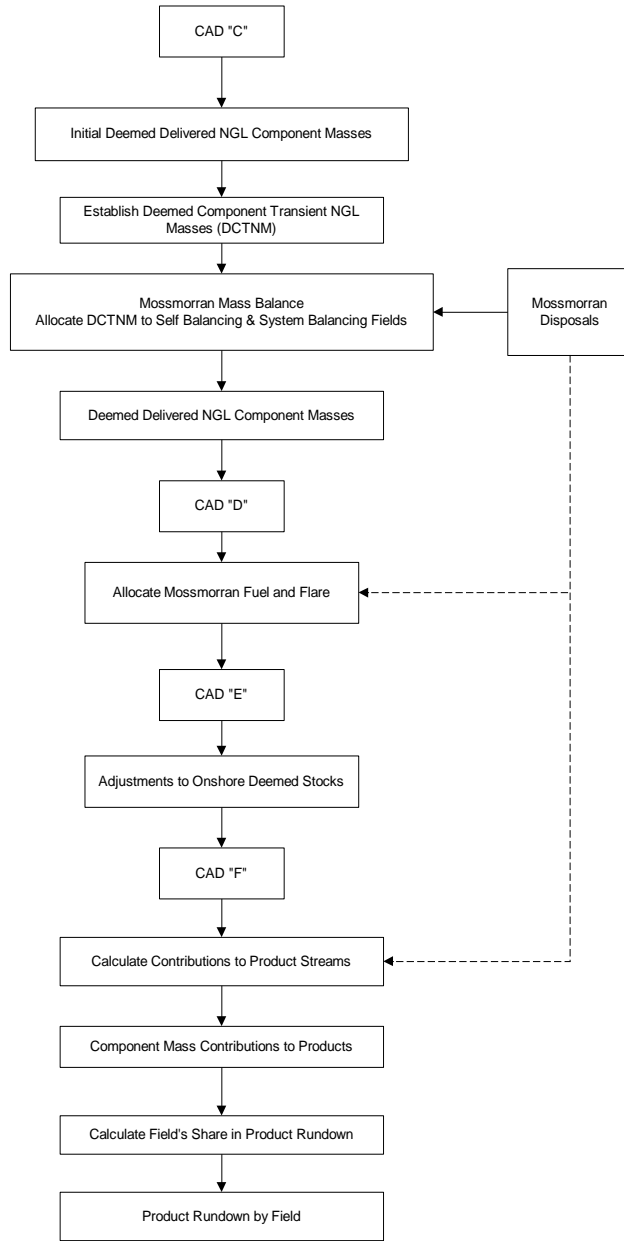 CAD "C"
Initial Deemed Delivered NGL Component Masses
Establish Deemed Component Transient NGL
Masses (DCTNM)
Mossmorran Mass Balance
Allocate DCTNM to Self Balancing & System Balancing Fields
Mossmorran
Disposals
Deemed Delivered NGL Component Masses
CAD "D"
Allocate Mossmorran Fuel and Flare
CAD "E"
Adjustments to Onshore Deemed Stocks
CAD "F"
Calculate Contributions to Product Streams
Component Mass Contributions to Products
Calculate Field's Share in Product Rundown
Product Rundown by Field